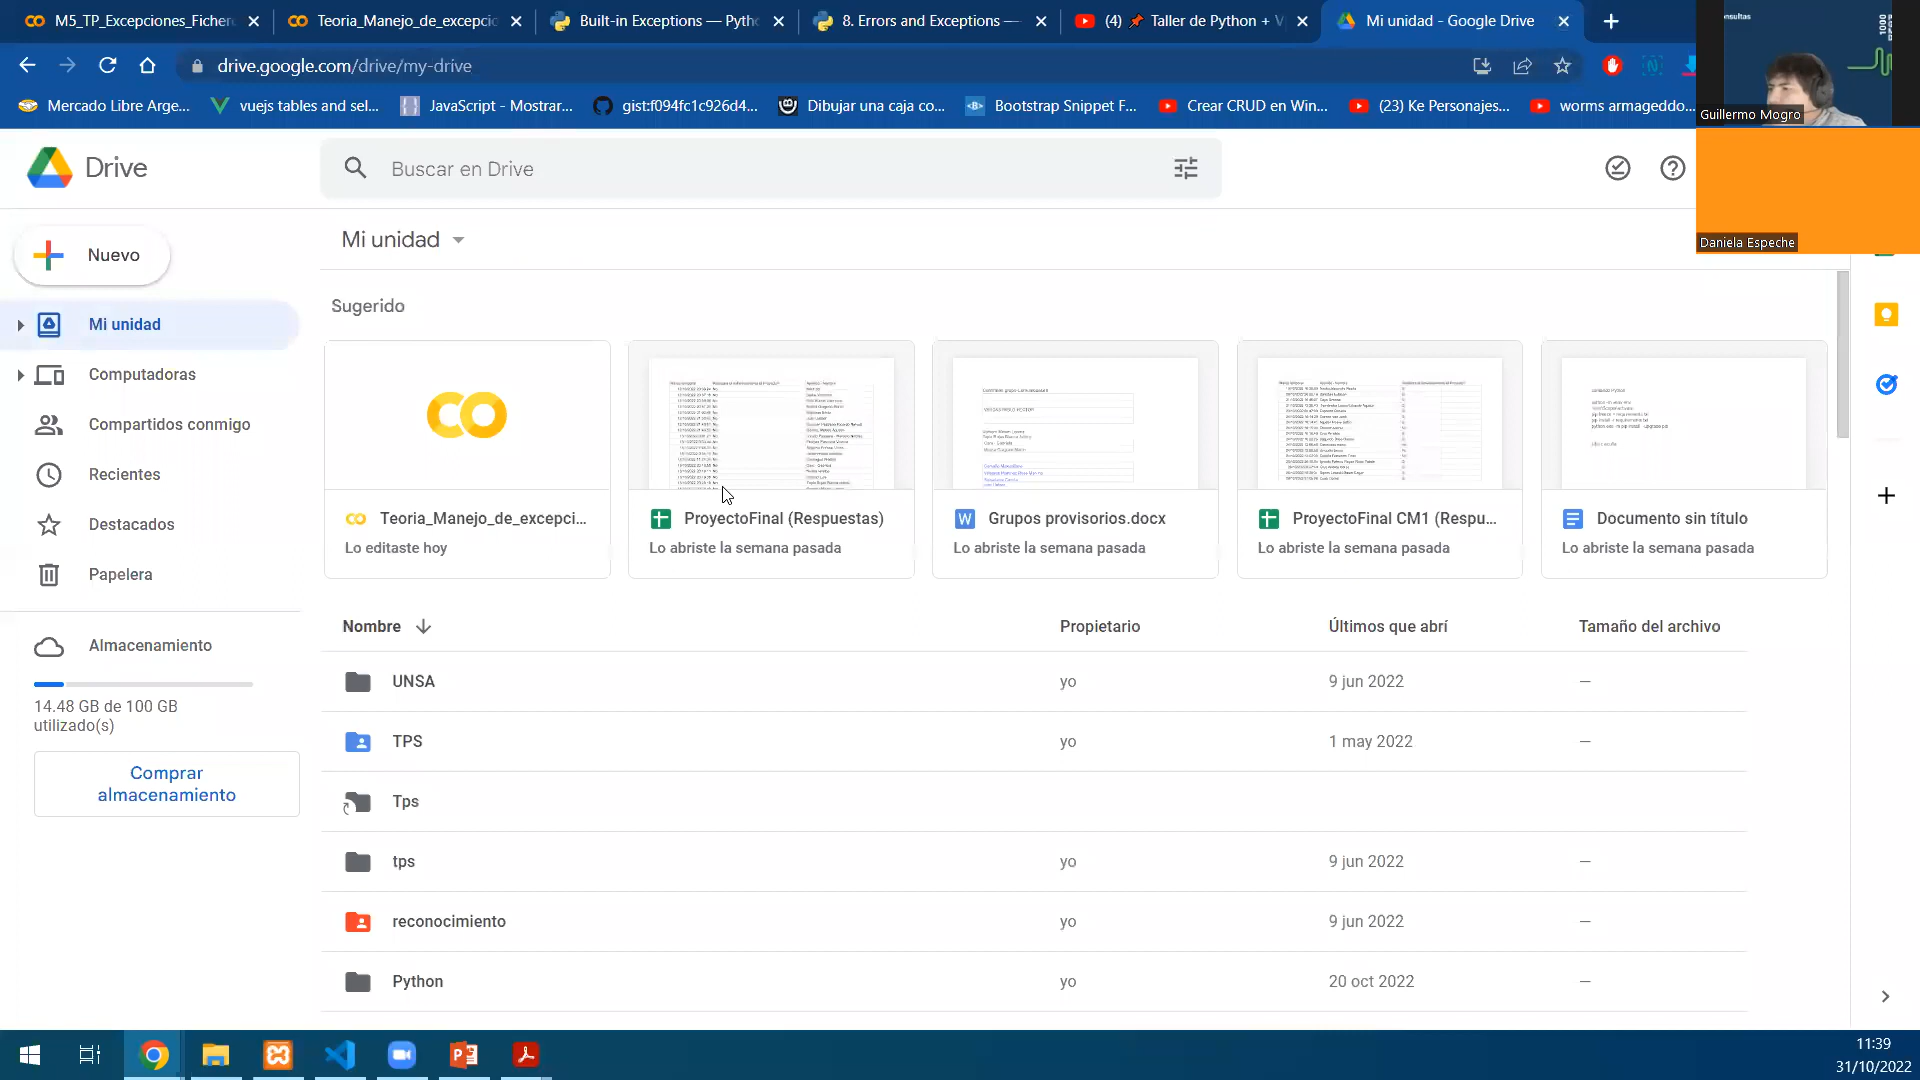 M5_TP_Excepciones_Ficher
Teoria_Manejo_de_excepcio
Built-in Exceptions — Pytho
8. Errors and Exceptions —
(4) 📌 Taller de Python + V
Mi unidad - Google Drive
drive.google.com/drive/my-drive
Mercado Libre Arge...
vuejs tables and sel...
JavaScript - Mostrar...
gist:f094fc1c926d4...
Dibujar una caja co...
Bootstrap Snippet F...
Crear CRUD en Win...
(23) Ke Personajes...
worms armageddo...
nsultas
1000
Guillermo Mogro
Daniela Espeche
Drive
Buscar en Drive
Nuevo
Mi unidad
Computadoras
Compartidos conmigo
Recientes
Destacados
Papelera
Almacenamiento
14.48 GB de 100 GB
utilizado(s)
Comprar
almacenamiento
Mi unidad
Sugerido
Teoria_Manejo_de_excepci...
Lo editaste hoy
ProyectoFinal (Respuestas)
Lo abriste la semana pasada
Grupos provisorios.docx
Lo abriste la semana pasada
ProyectoFinal CM1 (Respu...
Lo abriste la semana pasada
Documento sin título
Lo abriste la semana pasada
Nombre Propietario Últimos que abrí Tamaño del archivo
UNSA yo 9 jun 2022 —
TPS yo 1 may 2022 —
Tps
tps yo 9 jun 2022 —
reconocimiento yo 9 jun 2022 —
Python yo 20 oct 2022 —
11:39
31/10/2022